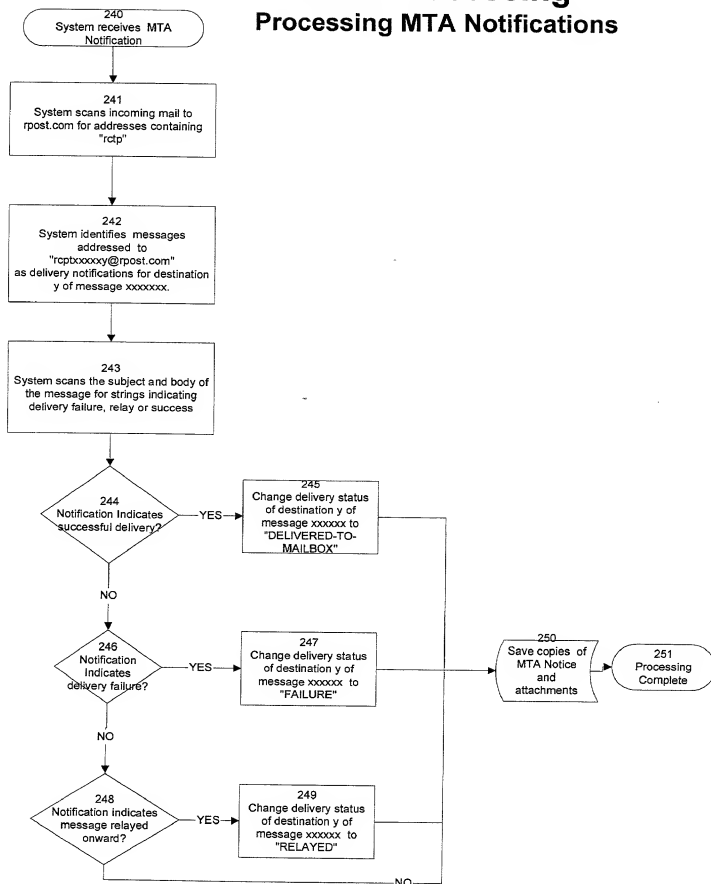 Processing MTA Notifications
240
System receives MTA
Notification
241
System scans incoming mail to
rpost.com for addresses containing
"rctp"
242
System identifies messages
addressed to
"rcptxxxxxy@rpost.com"
as delivery notifications for destination
y of message xxxxxxx.
243
System scans the subject and body of
the message for strings indicating
delivery failure, relay or success
244
Notification Indicates
successful delivery?
YES
245
Change delivery status
of destination y of
message xxxxxx to
"DELIVERED-TO-
MAILBOX"
NO
246
Notification
Indicates
delivery failure?
YES
247
Change delivery status
of destination y of
message xxxxxx to
"FAILURE"
250
Save copies of
MTA Notice
and
attachments
251
Processing
Complete
NO
248
Notification indicates
message relayed
onward?
YES
249
Change delivery status
of destination y of
message xxxxxx to
"RELAYED"
NO